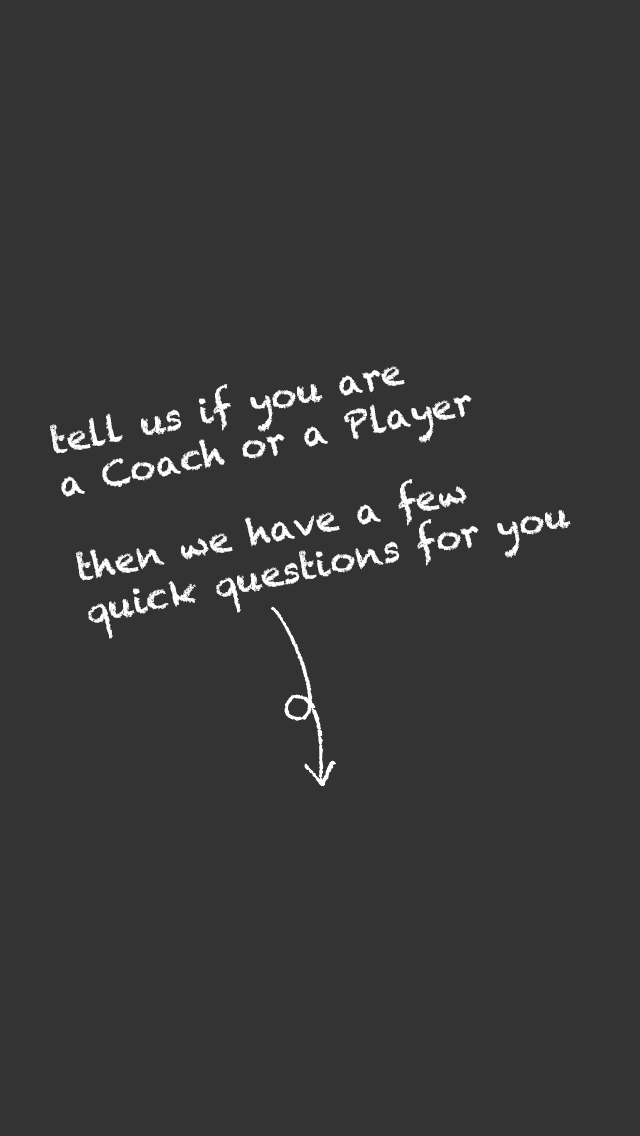 tell us if you are
a Coach or a Player
then we have a few
quick questions for you